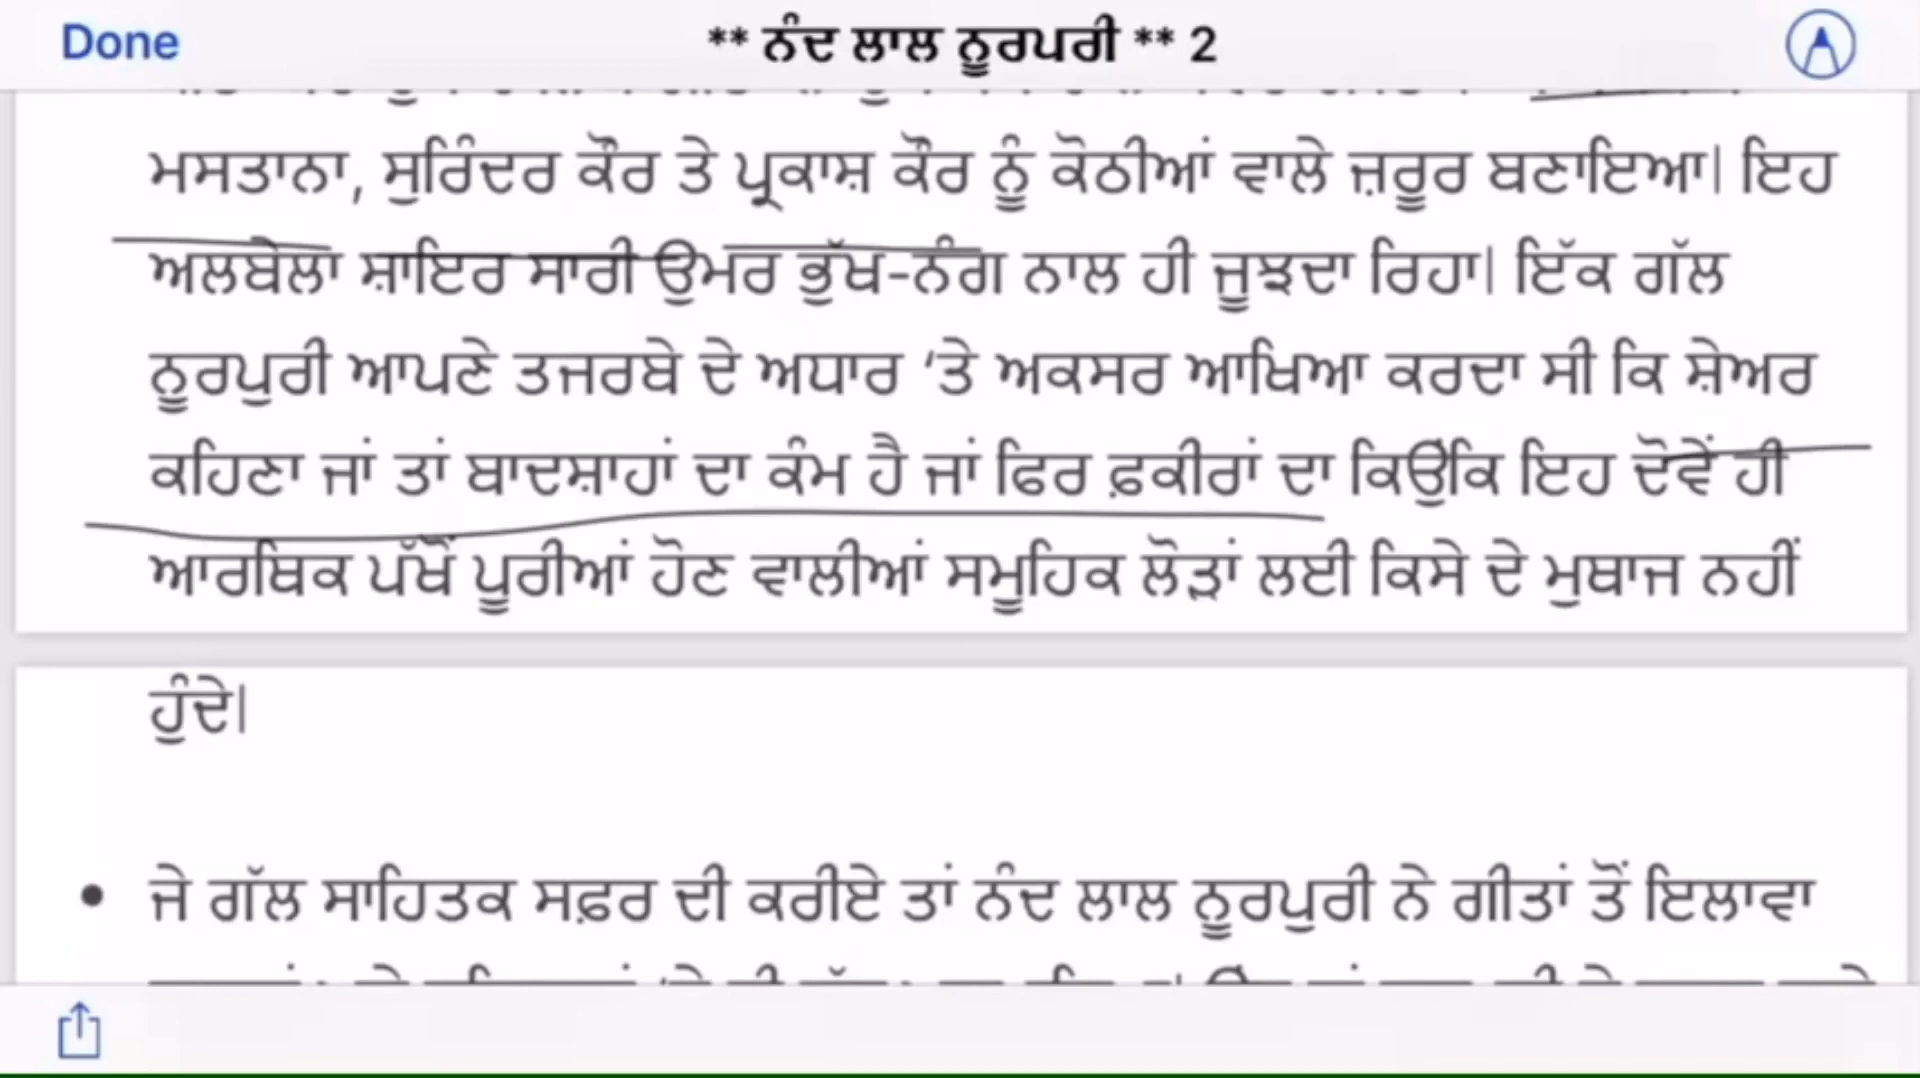 Done
** ਨੰਦ ਲਾਲ ਨੂਰਪਰੀ ** 2
ਮਸਤਾਨਾ, ਸੁਰਿੰਦਰ ਕੌਰ ਤੇ ਪ੍ਰਕਾਸ਼ ਕੌਰ ਨੂੰ ਕੋਠੀਆਂ ਵਾਲੇ ਜ਼ਰੂਰ ਬਣਾਇਆ| ਇਹ
ਅਲਬੇਲਾ ਸ਼ਾਇਰ ਸਾਰੀ ਉਮਰ ਭੁੱਖ-ਨੰਗ ਨਾਲ ਹੀ ਜੂਝਦਾ ਰਿਹਾ| ਇੱਕ ਗੱਲ
ਨੂਰਪੁਰੀ ਆਪਣੇ ਤਜਰਬੇ ਦੇ ਅਧਾਰ ‘ਤੇ ਅਕਸਰ ਆਖਿਆ ਕਰਦਾ ਸੀ ਕਿ ਸ਼ੇਅਰ
ਕਹਿਣਾ ਜਾਂ ਤਾਂ ਬਾਦਸ਼ਾਹਾਂ ਦਾ ਕੰਮ ਹੈ ਜਾਂ ਫਿਰ ਫ਼ਕੀਰਾਂ ਦਾ ਕਿਉਂਕਿ ਇਹ ਦੋਵੇਂ ਹੀ
ਆਰਥਿਕ ਪੱਖੋਂ ਪੂਰੀਆਂ ਹੋਣ ਵਾਲੀਆਂ ਸਮੂਹਿਕ ਲੋੜਾਂ ਲਈ ਕਿਸੇ ਦੇ ਮੁਥਾਜ ਨਹੀਂ
ਹੁੰਦੇ|
• ਜੇ ਗੱਲ ਸਾਹਿਤਕ ਸਫ਼ਰ ਦੀ ਕਰੀਏ ਤਾਂ ਨੰਦ ਲਾਲ ਨੂਰਪੁਰੀ ਨੇ ਗੀਤਾਂ ਤੋਂ ਇਲਾਵਾ